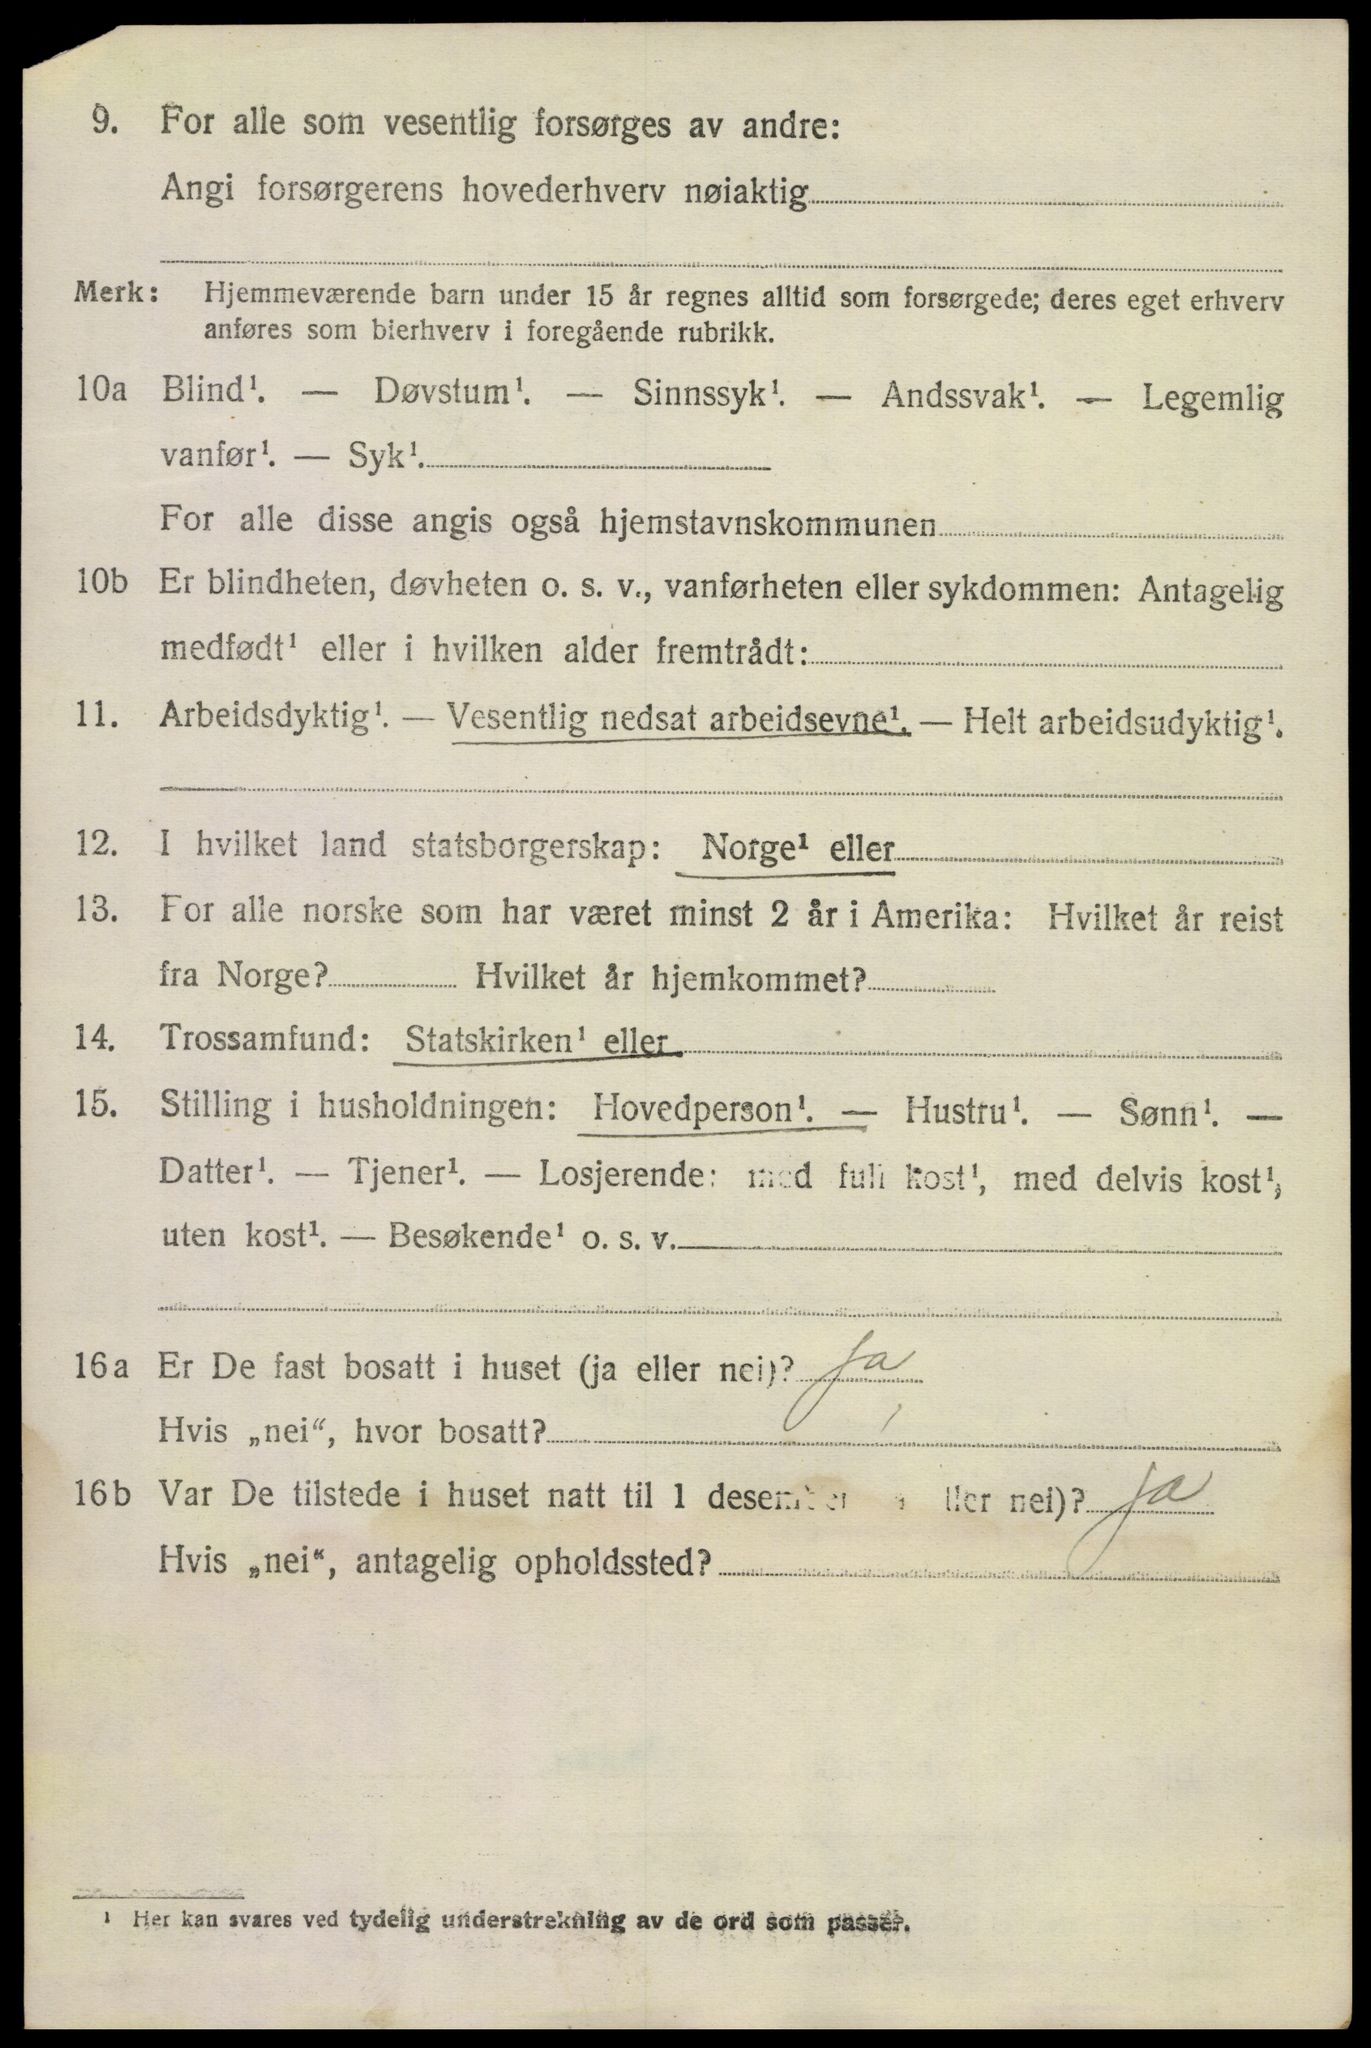 9. For alle som vesentlig forsørges av andre:
Angi forsørgerens hovederhverv nøiaktig
Merk: Hjemmeværende barn under 15 år regnes alltid som forsørgede; deres eget erhverv
anføres som bierhverv i foregående rubrikk.
10a Blind¹. — Døvstum¹. — Sinnssyk¹. — Andssvak¹. — Legemlig
vanfør¹. — Syk¹.
For alle disse angis også hjemstavnskommunen
10b Er blindheten, døvheten o. s. v., vanførheten eller sykdommen: Antagelig
medfødt¹ eller i hvilken alder fremtrådt:
11. Arbeidsdyktig¹. — Vesentlig nedsat arbeidsevne¹. — Helt arbeidsudyktig¹.
12. I hvilket land statsborgerskap: Norge¹ eller
13. For alle norske som har været minst 2 år i Amerika: Hvilket år reist
fra Norge? Hvilket år hjemkommet?
14. Trossamfund: Statskirken¹ eller
15. Stilling i husholdningen: Hovedperson¹. — Hustru¹. — Sønn¹. —
Datter¹. — Tjener¹. — Losjerende: med full kost¹, med delvis kost¹,
uten kost¹. — Besøkende¹ o. s. v.
16a Er De fast bosatt i huset (ja eller nei)? Ja
Hvis „nei“, hvor bosatt?
16b Var De tilstede i huset natt til 1 desember ller nei)? Ja
Hvis „nei“, antagelig opholdssted?
¹ Her kan svares ved tydelig understrekning av de ord som passer.